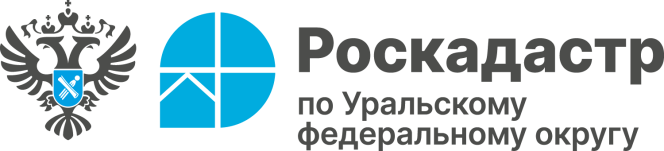 Роскадастр
по Уральскому
федеральному округу